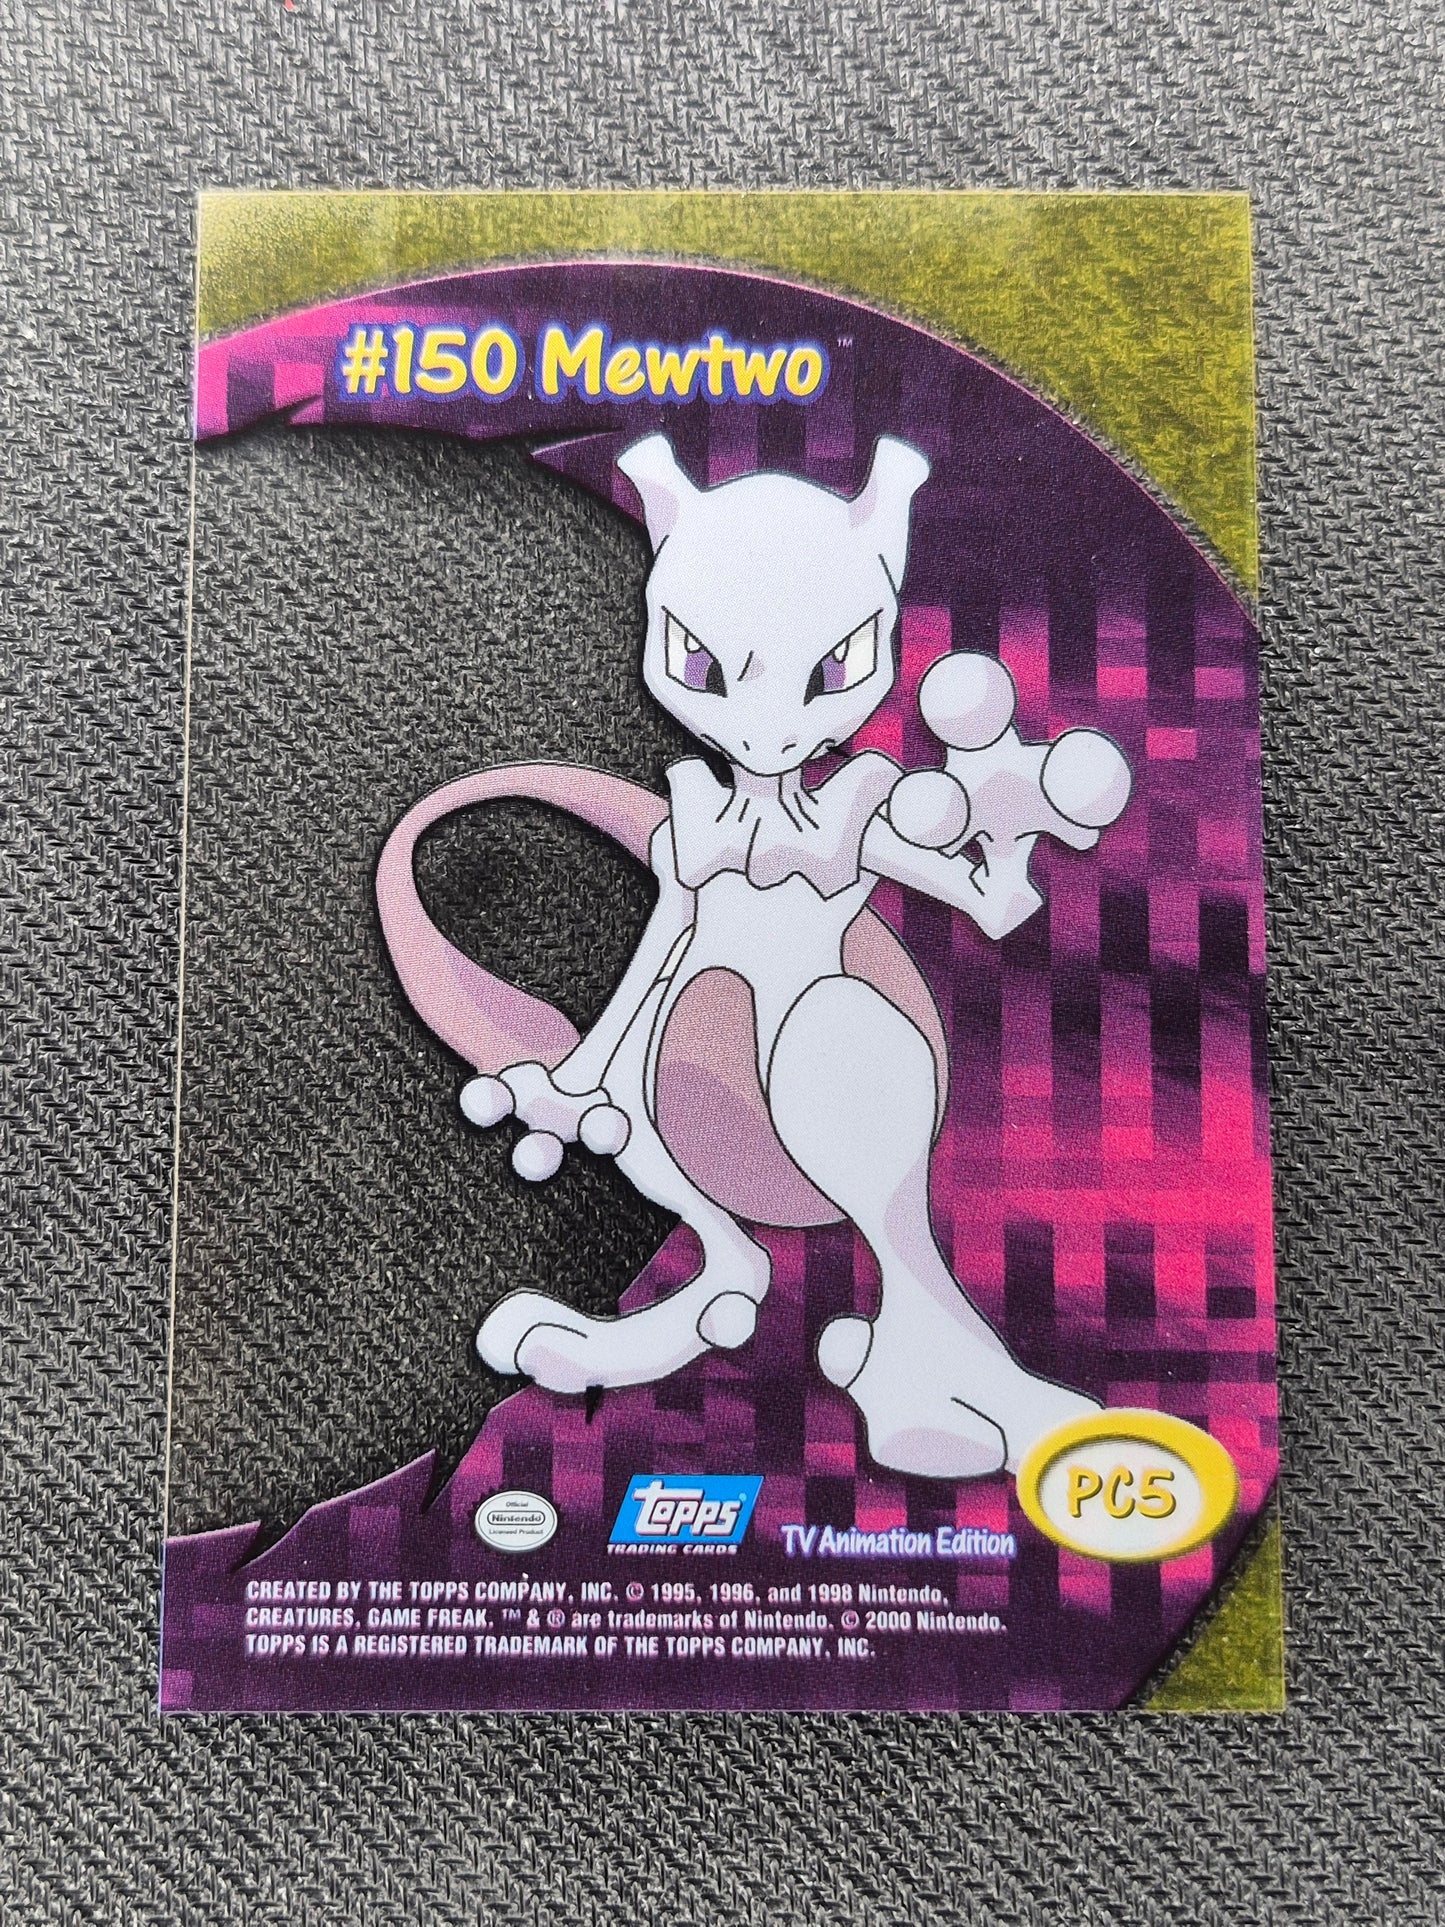 #150 Mewtwo™
Official
Nintendo
Licensed Product
topps®
TRADING CARDS
TV Animation Edition
PC5
CREATED BY THE TOPPS COMPANY, INC. © 1995, 1996, and 1998 Nintendo,
CREATURES, GAME FREAK. ™ & ® are trademarks of Nintendo. © 2000 Nintendo.
TOPPS IS A REGISTERED TRADEMARK OF THE TOPPS COMPANY, INC.